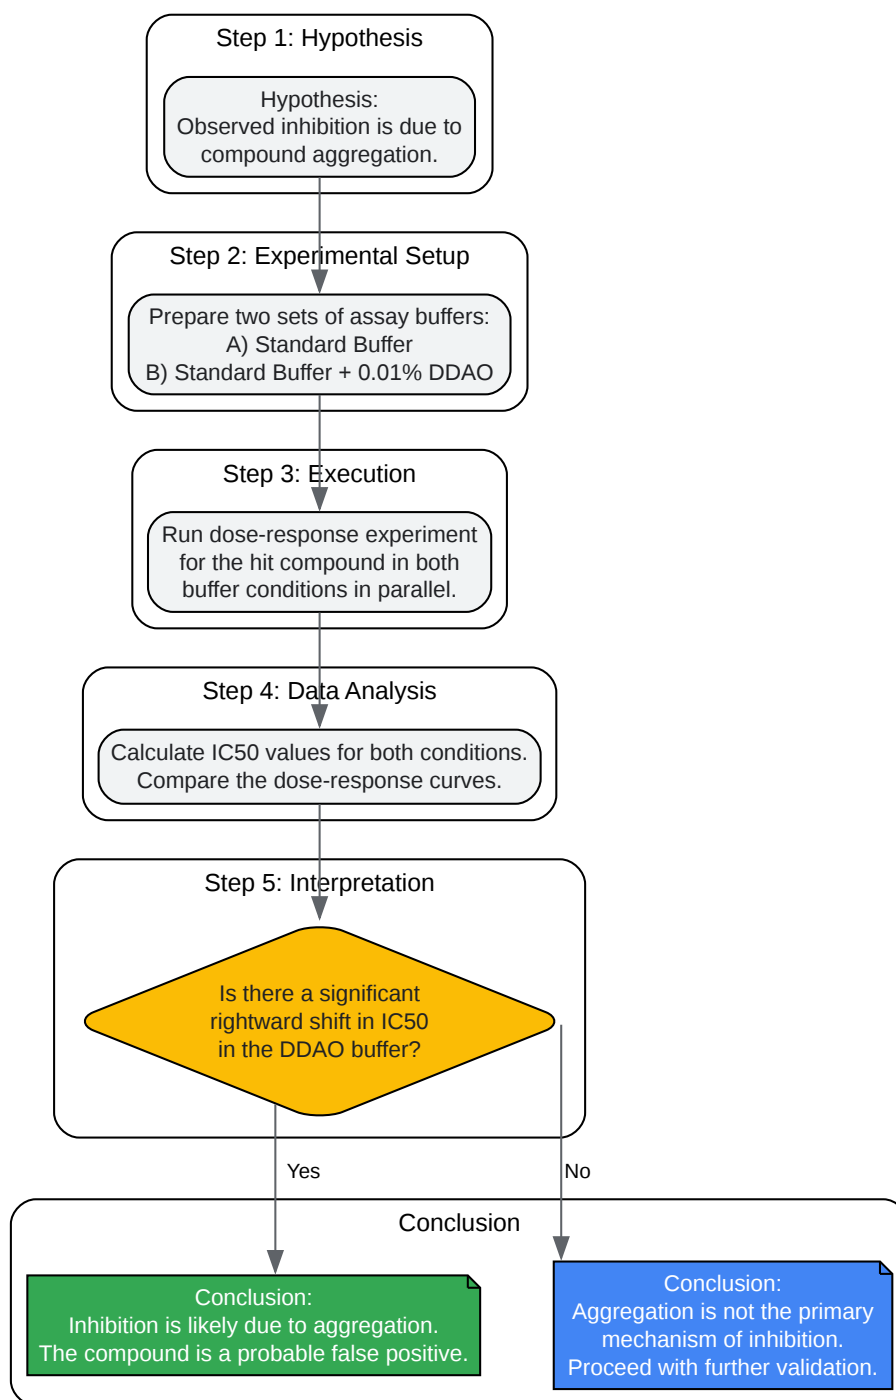 Step 1: Hypothesis
Hypothesis:
Observed inhibition is due to
compound aggregation.
Step 2: Experimental Setup
Prepare two sets of assay buffers:
A) Standard Buffer
B) Standard Buffer + 0.01% DDAO
Step 3: Execution
Run dose-response experiment
for the hit compound in both
buffer conditions in parallel.
Step 4: Data Analysis
Calculate IC50 values for both conditions.
Compare the dose-response curves.
Step 5: Interpretation
Is there a significant
rightward shift in IC50
in the DDAO buffer?
Yes
No
Conclusion
Conclusion:
Inhibition is likely due to aggregation.
The compound is a probable false positive.
Conclusion:
Aggregation is not the primary
mechanism of inhibition.
Proceed with further validation.